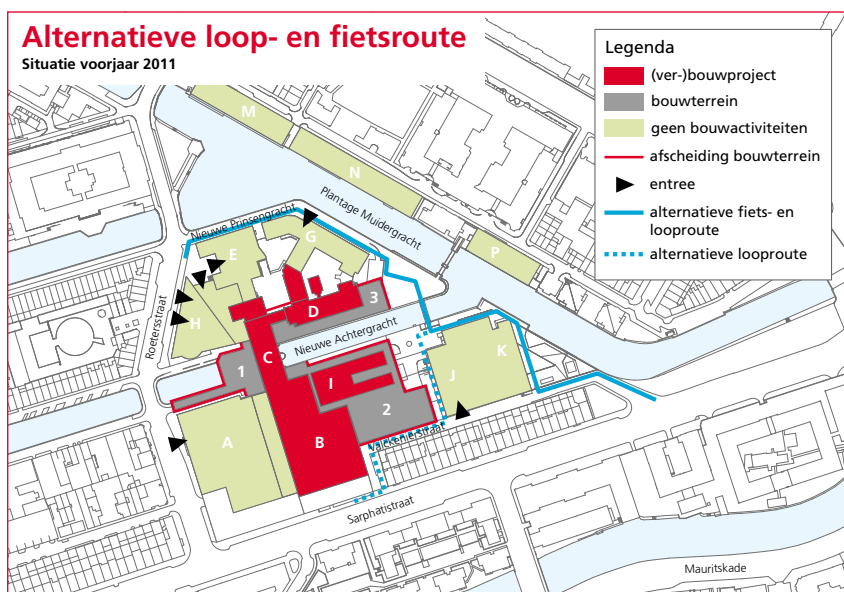 Alternatieve loop- en fietsroute
Situatie voorjaar 2011
Legenda
(ver-)bouwproject
bouwterrein
geen bouwactiviteiten
afscheiding bouwterrein
entree
alternatieve fiets- en
looproute
alternatieve looproute
M
N
Plantage Muidergracht
Nieuwe Prinsengracht
E
G
P
Roetersstraat
H
D
3
Nieuwe Achtergracht
C
1
I
J
K
2
A
B
Sarphatistraat
Mauritskade